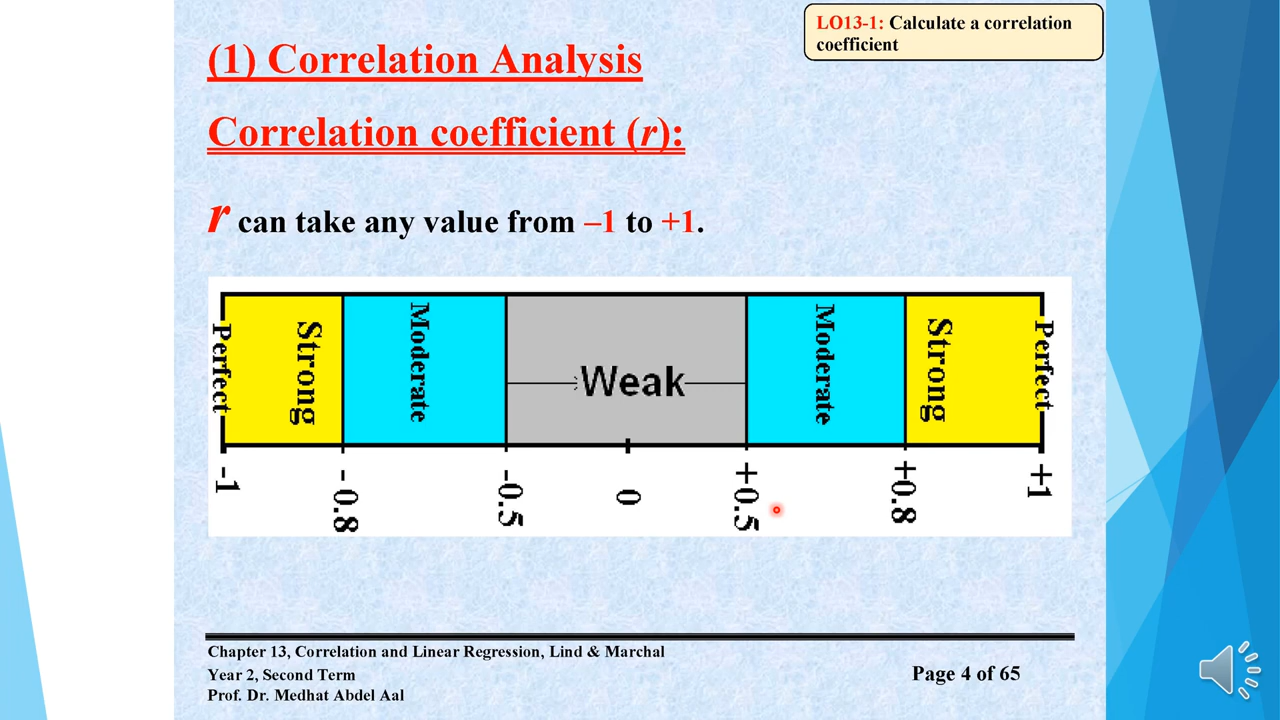 LO13-1: Calculate a correlation
coefficient
(1) Correlation Analysis
Correlation coefficient (r):
r can take any value from –1 to +1.
Perfect
Strong
Moderate
Weak
Moderate
Strong
Perfect
-1
-0.8
-0.5
0
+0.5
+0.8
+1
Chapter 13, Correlation and Linear Regression, Lind & Marchal
Year 2, Second Term
Page 4 of 65
Prof. Dr. Medhat Abdel Aal